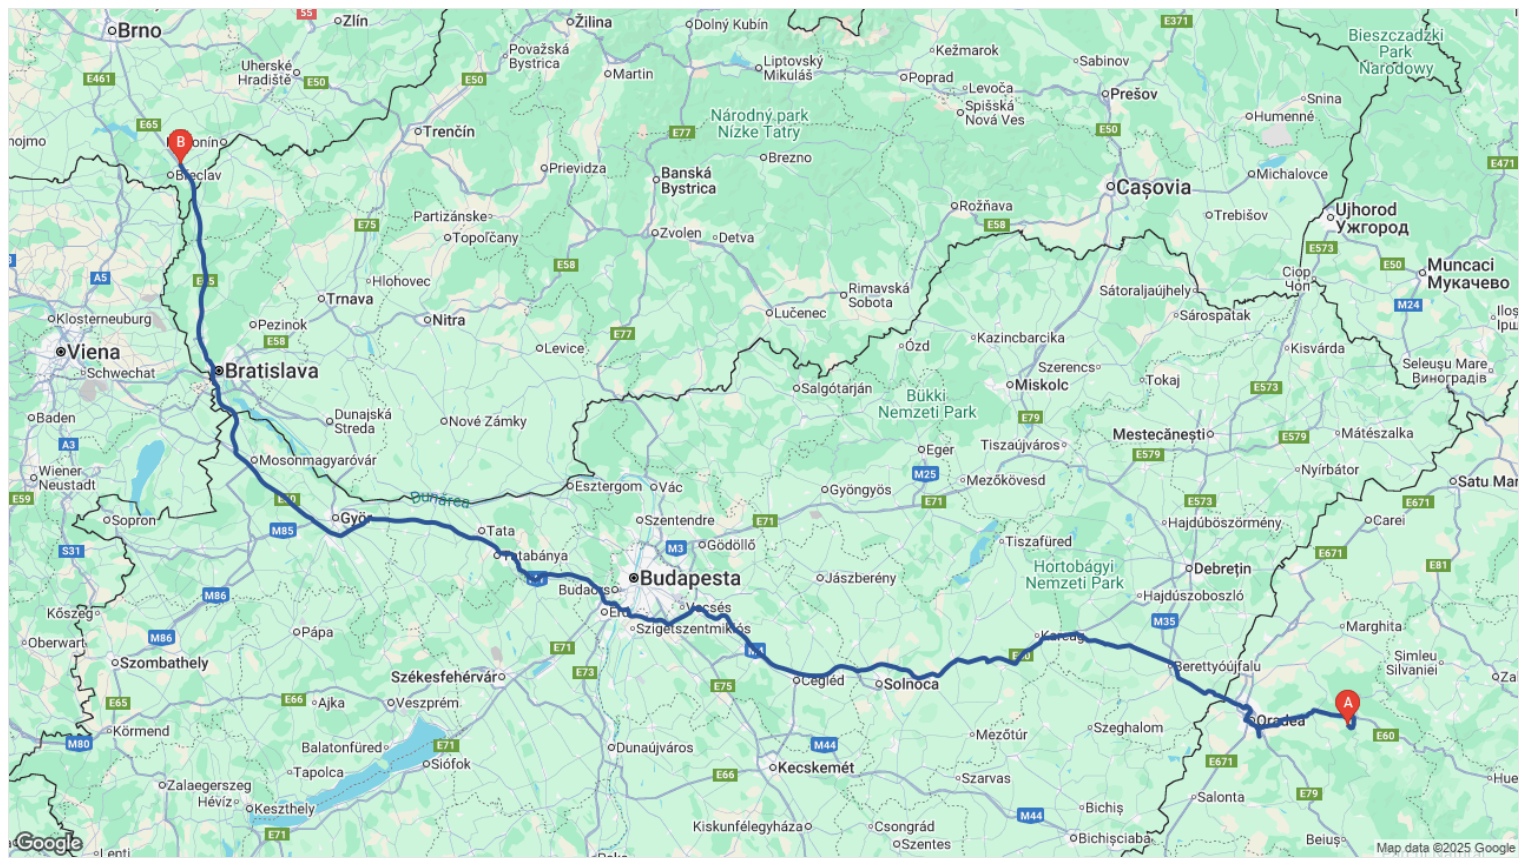 S5
Zlín
Žilina
Dolný Kubín
E371
Brno
Bieszczadzki
Park
Narodowy
Považská
Bystrica
Kežmarok
Uherské
Hradiště
E50
E461
E50
Martin
Liptovský
Mikuláš
Poprad
Sabinov
Levoča
Prešov
Spišská
Nová Ves
Snina
Humenné
Národný park
Nízke Tatry
E65
Trenčín
E77
E50
B
nojmo
Brezno
E471
Prievidza
Banská
Bystrica
Michalovce
Břeclav
Cașovia
Partizánske
Rožňava
E58
Trebišov
Ujhorod
Ужгород
E75
Topoľčany
Zvolen
Detva
E573
E58
E50
Muncaci
Мукачево
A5
Hlohovec
Ciop
Чоп
Rimavská
Sobota
Sátoraljaújhely
Trnava
M24
Klosterneuburg
Pezinok
Nitra
Lučenec
Sárospatak
E58
E77
Kazincbarcika
Viena
Levice
Ózd
Kisvárda
Schwechat
Bratislava
Szerencs
Seleușu Mare
Виноградів
Salgótarján
Miskolc
Tokaj
E573
Bükki
Nemzeti Park
Baden
Dunajská
Streda
Nové Zámky
E79
A3
Tiszaújváros
Mestecănești
E579
Mátészalka
Mosonmagyaróvár
Eger
E579
Wiener
Neustadt
M25
Mezőkövesd
Nyírbátor
E59
Esztergom
Vác
Gyöngyös
E71
E573
Satu Mar
Dunărea
E671
Sopron
Győr
Szentendre
E71
Hajdúböszörmény
Carei
M85
Tata
M3
Gödöllő
Tiszafüred
E671
S31
Tatabánya
Hortobágyi
Nemzeti Park
Debrețin
E81
Budapesta
Jászberény
M86
Hajdúszoboszló
Kőszeg
Vecsés
M35
Marghita
M86
Pápa
Szigetszentmiklós
Karcag
Oberwart
E71
M4
Szombathely
Székesfehérvár
E73
Berettyóújfalu
Simleu
Silvaniei
E75
Cegléd
Solnoca
E66
E65
Ajka
Veszprém
A
Körmend
Oradea
Szeghalom
E60
M80
Balatonfüred
E71
Dunaújváros
M44
Mezőtúr
Siófok
E671
Tapolca
E66
Kecskemét
Szarvas
Zalaegerszeg
Hévíz
Keszthely
Salonta
E79
M44
Bichiș
E71
Kiskunfélegyháza
Csongrád
Bichișciaba
Beiuș
Szentes
Google
Lenti
Map data ©2025 Google